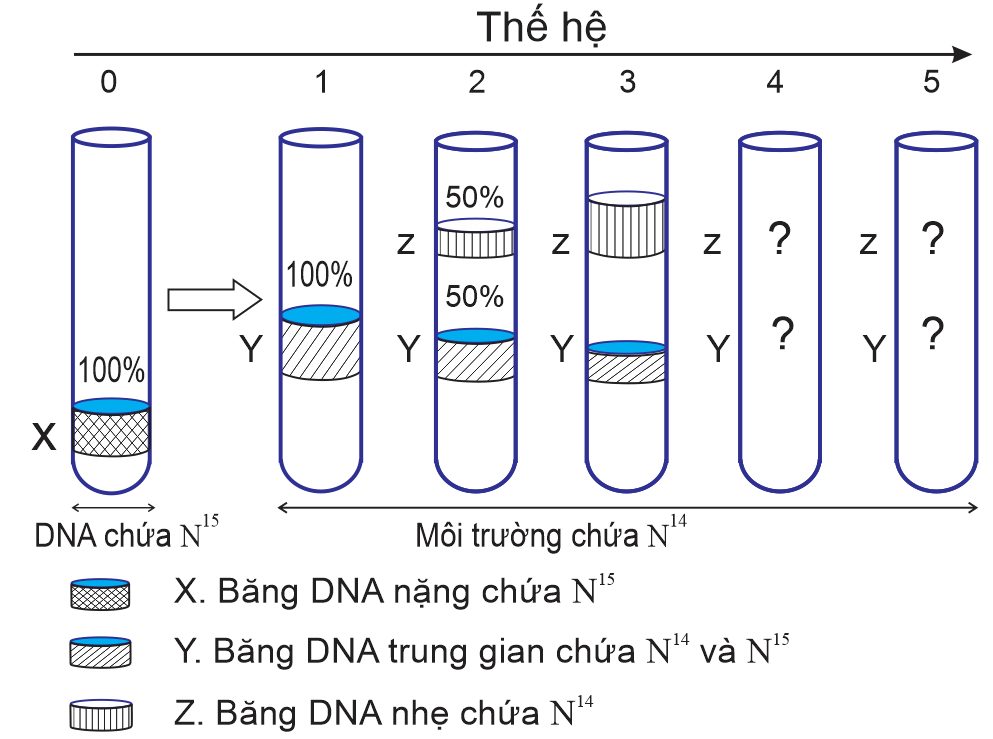 Thế hệ
0 1 2 3 4 5
50%
Z Z Z ? Z ?
100% 50%
Y Y Y Y ? Y ?
100%
X
DNA chứa N¹⁵ Môi trường chứa N¹⁴
X. Băng DNA nặng chứa N¹⁵
Y. Băng DNA trung gian chứa N¹⁴ và N¹⁵
Z. Băng DNA nhẹ chứa N¹⁴